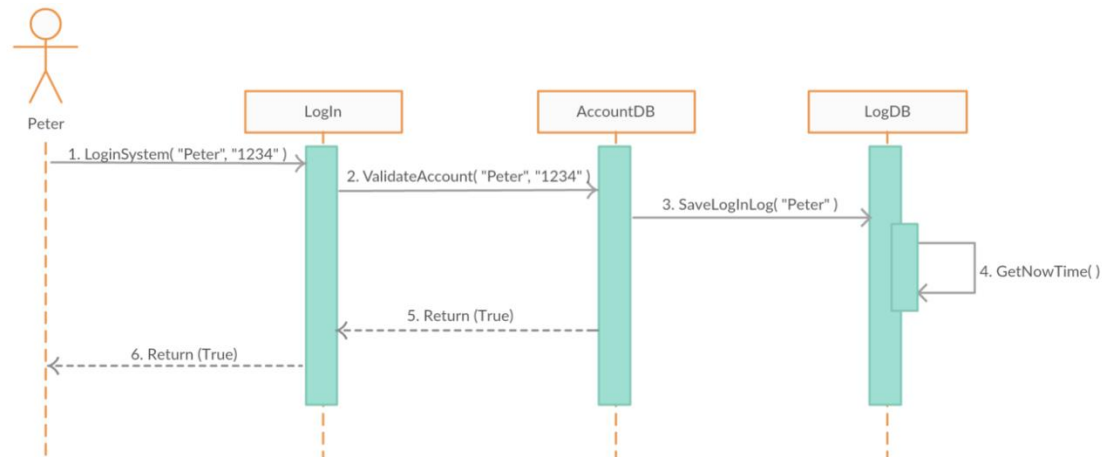 Peter
LogIn
AccountDB
LogDB
1. LoginSystem( "Peter", "1234" )
2. ValidateAccount( "Peter", "1234" )
3. SaveLogInLog( "Peter" )
4. GetNowTime( )
5. Return (True)
6. Return (True)